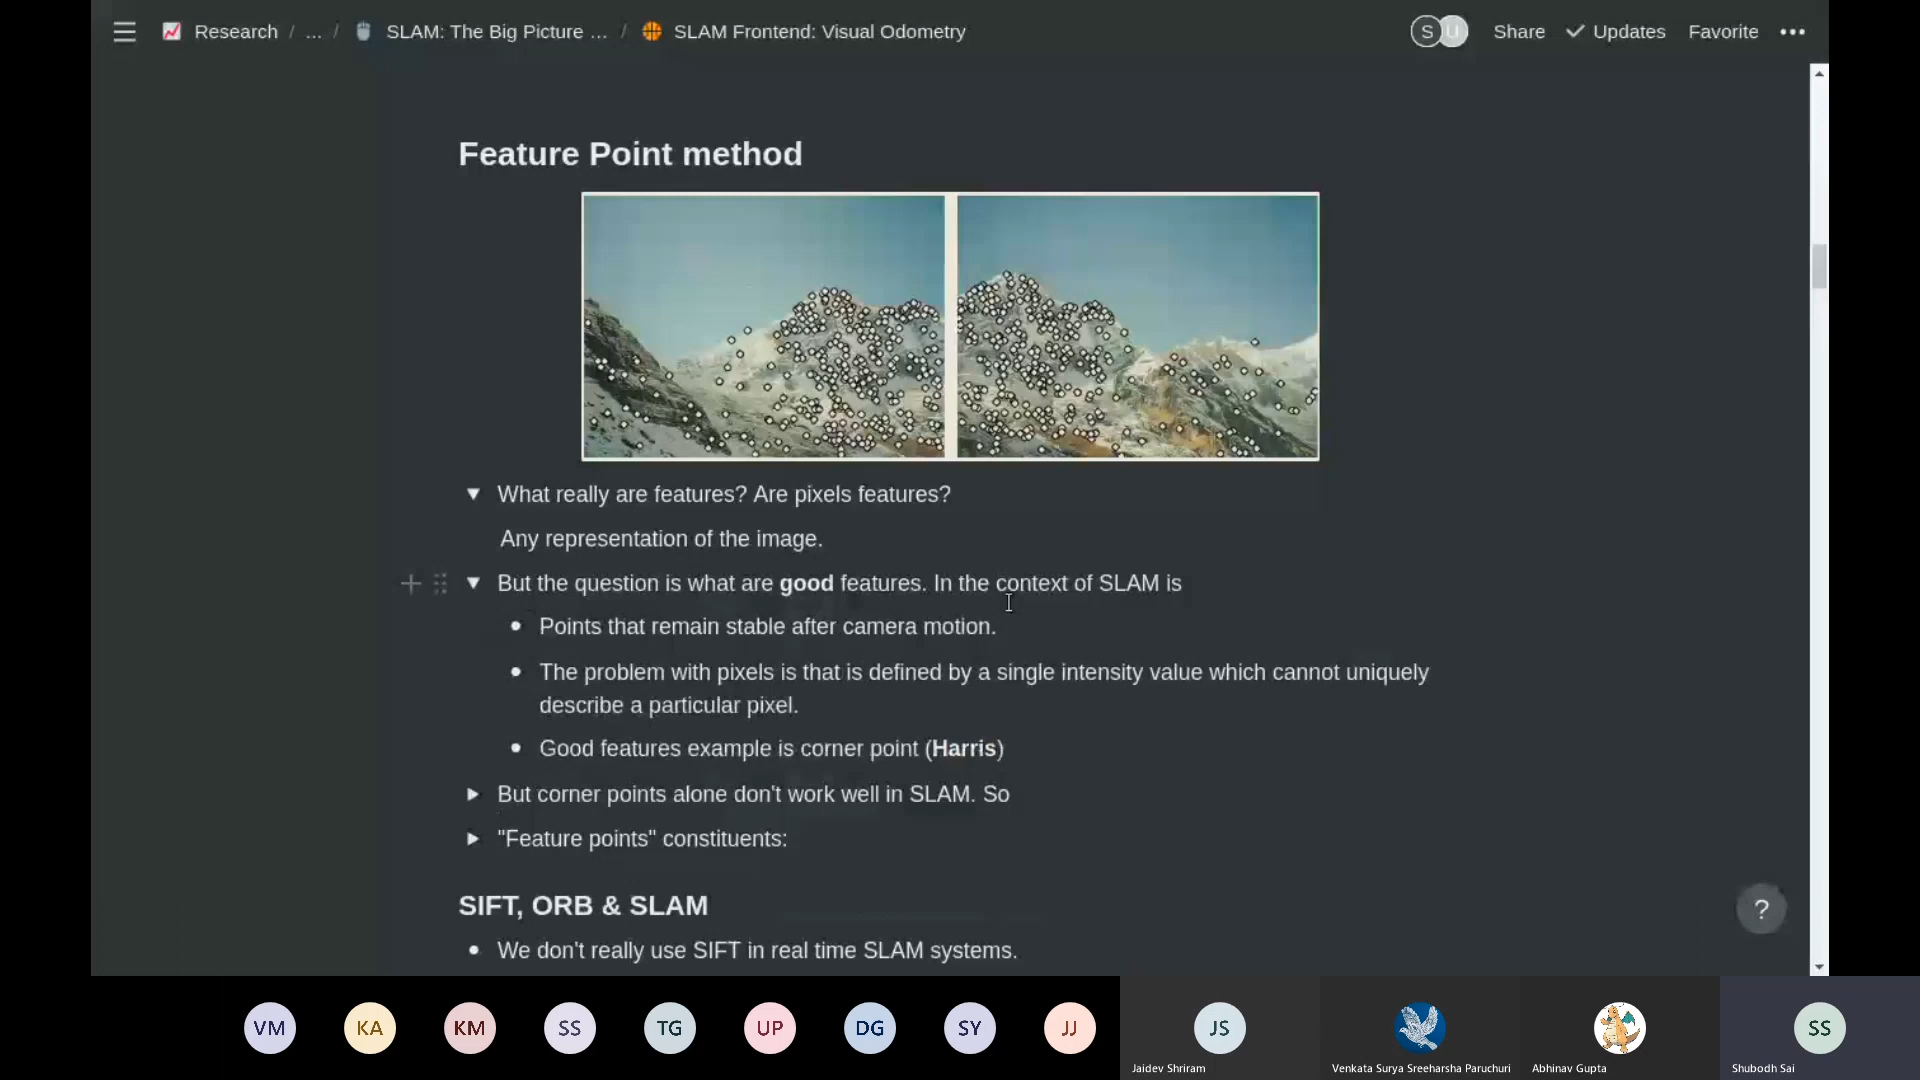 Research / ... / SLAM: The Big Picture ... / SLAM Frontend: Visual Odometry
S U Share Updates Favorite
Feature Point method
What really are features? Are pixels features?
Any representation of the image.
But the question is what are good features. In the context of SLAM is
Points that remain stable after camera motion.
The problem with pixels is that is defined by a single intensity value which cannot uniquely
describe a particular pixel.
Good features example is corner point (Harris)
But corner points alone don't work well in SLAM. So
"Feature points" constituents:
SIFT, ORB & SLAM
We don't really use SIFT in real time SLAM systems.
?
VM KA KM SS TG UP DG SY JJ JS SS
Jaidev Shriram Venkata Surya Sreeharsha Paruchuri Abhinav Gupta Shubodh Sai